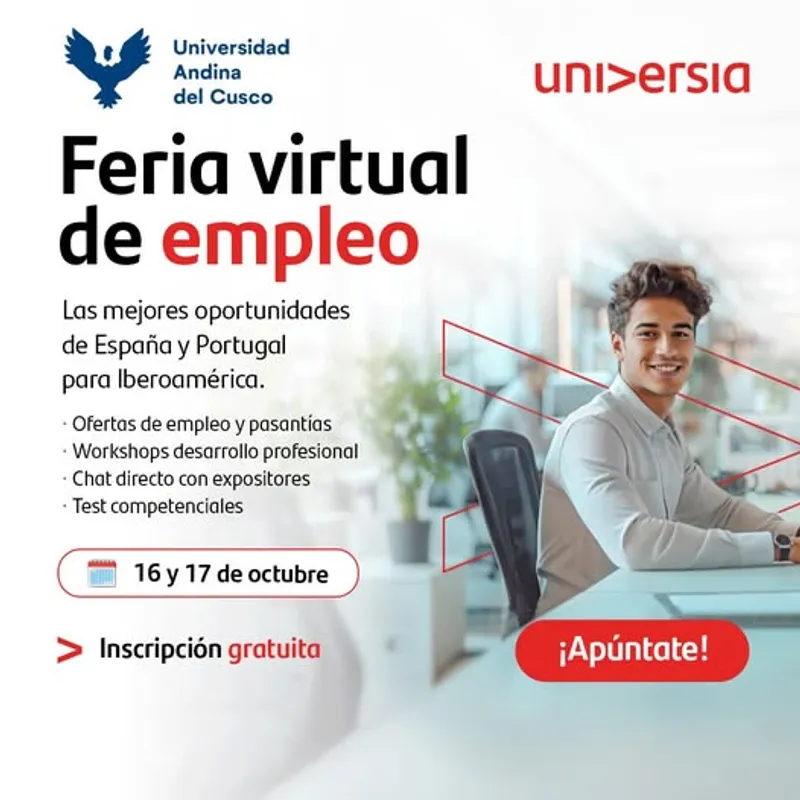 Universidad
Andina
del Cusco
universia
Feria virtual
de empleo
Las mejores oportunidades
de España y Portugal
para Iberoamérica.
· Ofertas de empleo y pasantías
· Workshops desarrollo profesional
· Chat directo con expositores
· Test competenciales
16 y 17 de octubre
> Inscripción gratuita
¡Apúntate!